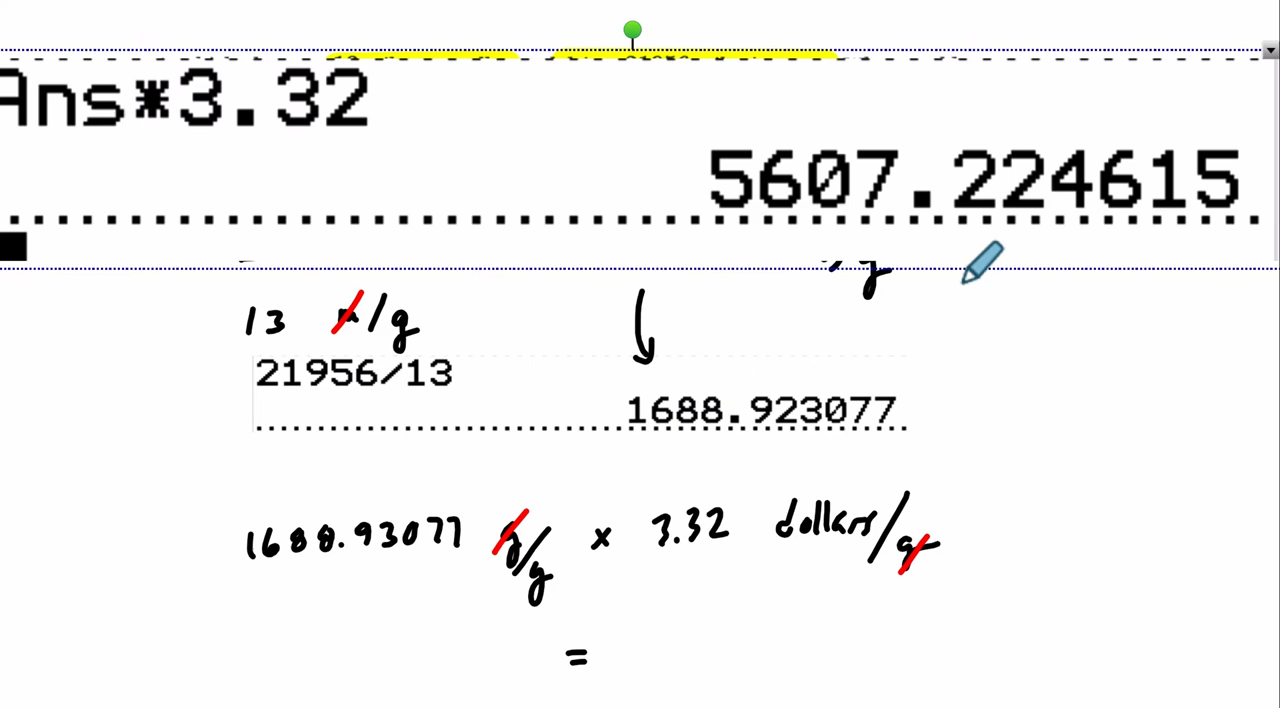 Ans*3.32
5607.224615
13 m/g
21956/13
1688.923077
1688.93077 g/y × 3.32 dollars/g
=